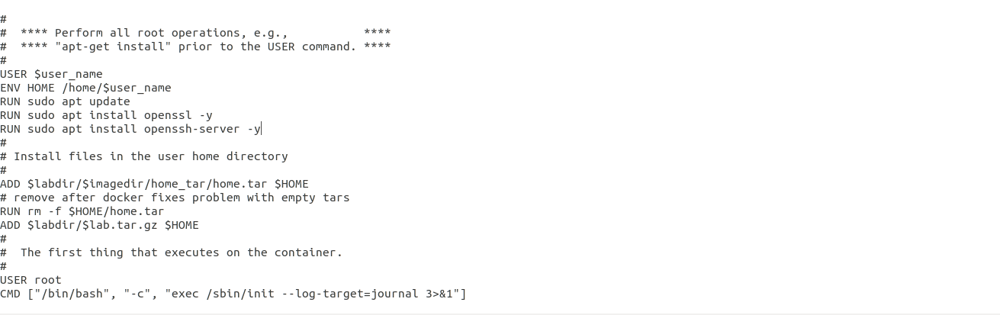 #
#  **** Perform all root operations, e.g.,           ****
#  **** "apt-get install" prior to the USER command. ****
#
USER $user_name
ENV HOME /home/$user_name
RUN sudo apt update
RUN sudo apt install openssl -y
RUN sudo apt install openssh-server -y
#
# Install files in the user home directory
#
ADD $labdir/$imagedir/home_tar/home.tar $HOME
# remove after docker fixes problem with empty tars
RUN rm -f $HOME/home.tar
ADD $labdir/$lab.tar.gz $HOME
#
#  The first thing that executes on the container.
#
USER root
CMD ["/bin/bash", "-c", "exec /sbin/init --log-target=journal 3>&1"]